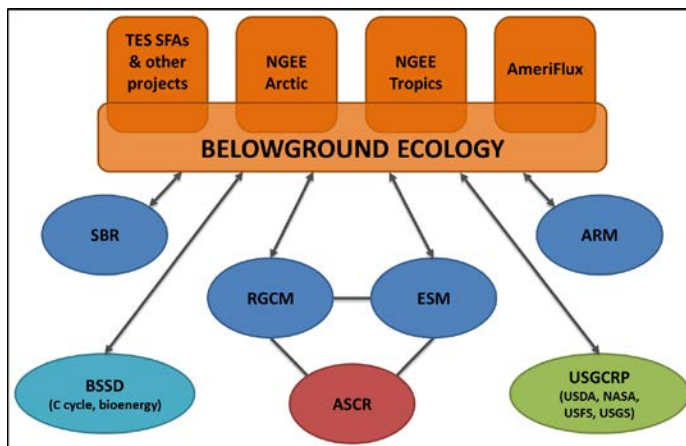 TES SFAs
& other
projects
NGEE
Arctic
NGEE
Tropics
AmeriFlux
BELOWGROUND ECOLOGY
SBR
ARM
RGCM
ESM
BSSD
(C cycle, bioenergy)
ASCR
USGCRP
(USDA, NASA,
USFS, USGS)